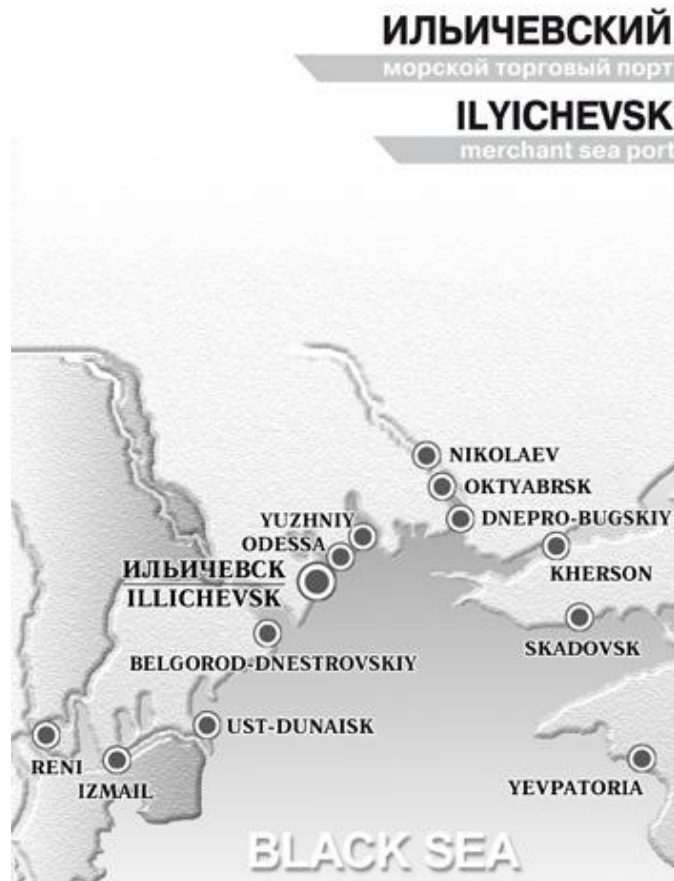 ИЛЬИЧЕВСКИЙ
морской торговый порт
ILYICHEVSK
merchant sea port
NIKOLAEV
OKTYABRSK
YUZHNIY
DNEPRO-BUGSKIY
ODESSA
ИЛЬИЧЕВСК
KHERSON
ILLICHEVSK
SKADOVSK
BELGOROD-DNESTROVSKIY
UST-DUNAISK
RENI
IZMAIL
YEVPATORIA
BLACK SEA